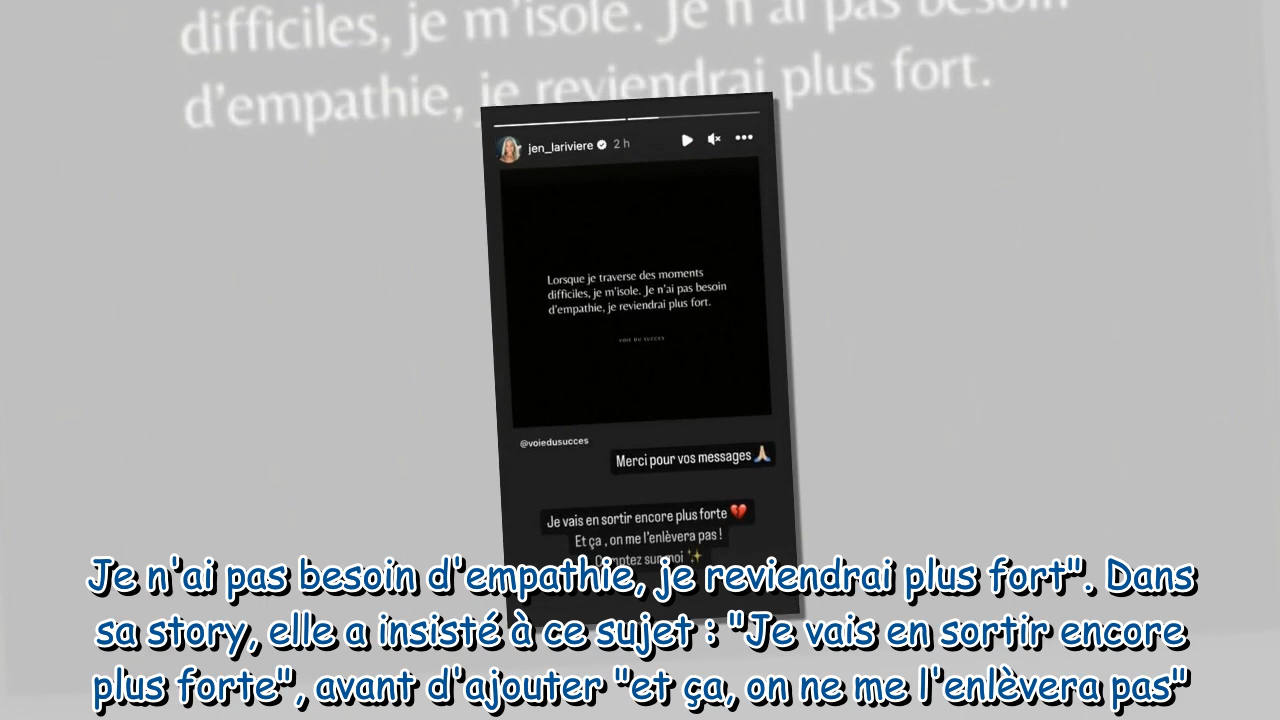 difficiles, je m'isole. Je n'ai pas besoin
d'empathie, je reviendrai plus fort.
jen_lariviere 2 h
Lorsque je traverse des moments
difficiles, je m'isole. Je n'ai pas besoin
d'empathie, je reviendrai plus fort.
VOIE DU SUCCES
@voiedusucces
Merci pour vos messages 🙏🏼
Je vais en sortir encore plus forte 💔
Et ça , on me l'enlèvera pas !
Comptez sur moi ✨
Je n'ai pas besoin d'empathie, je reviendrai plus fort". Dans
sa story, elle a insisté à ce sujet : "Je vais en sortir encore
plus forte", avant d'ajouter "et ça, on ne me l'enlèvera pas"